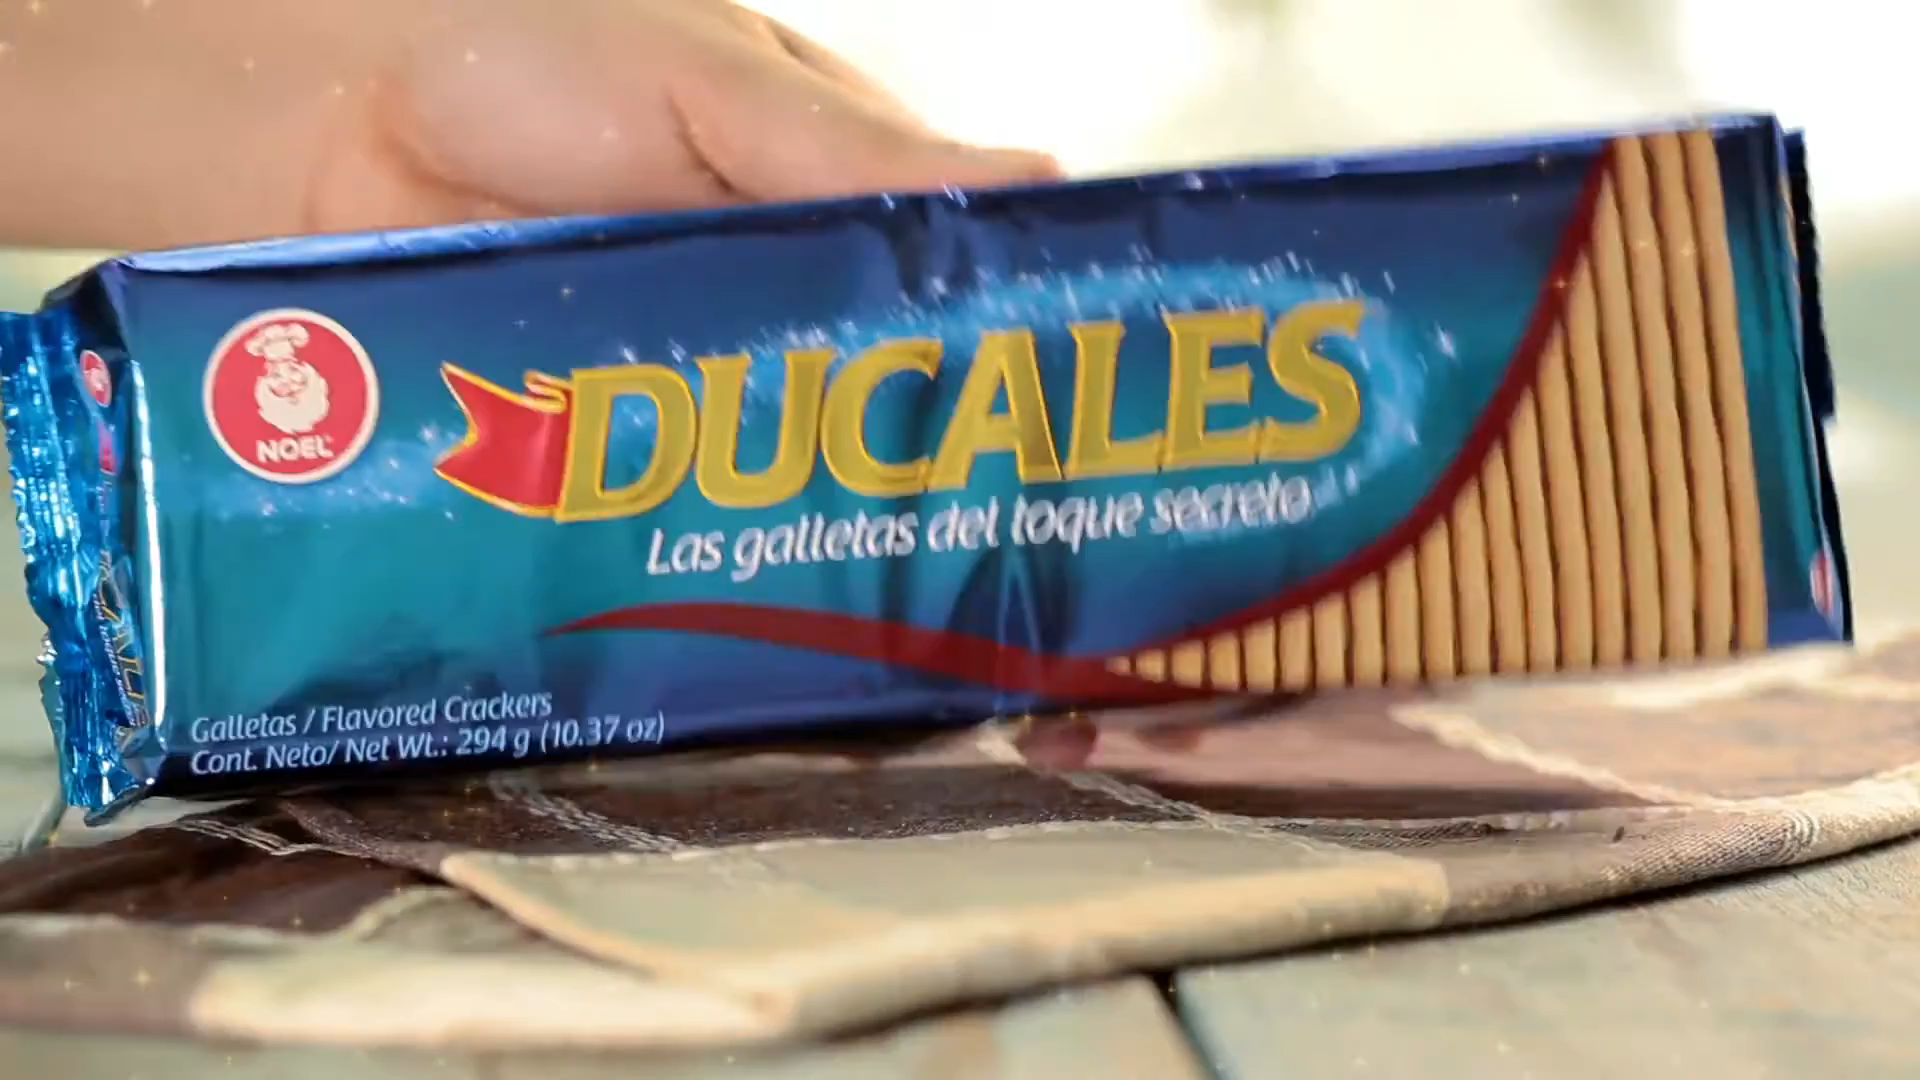 NOEL
DUCALES
Las galletas del toque secreto
Galletas / Flavored Crackers
Cont. Neto/ Net Wt.: 294 g (10.37 oz)